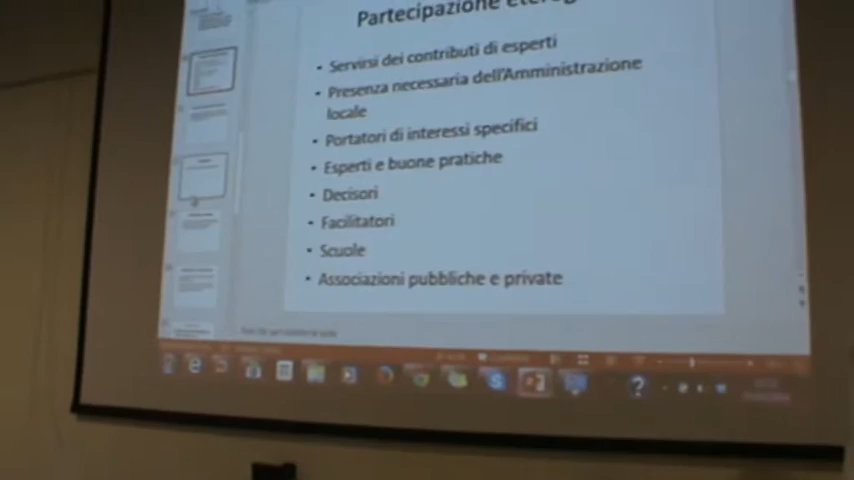 Partecipazione
• Servirsi dei contributi di esperti
• Presenza necessaria dell'Amministrazione
locale
• Portatori di interessi specifici
• Esperti e buone pratiche
• Decisori
• Facilitatori
• Scuole
• Associazioni pubbliche e private